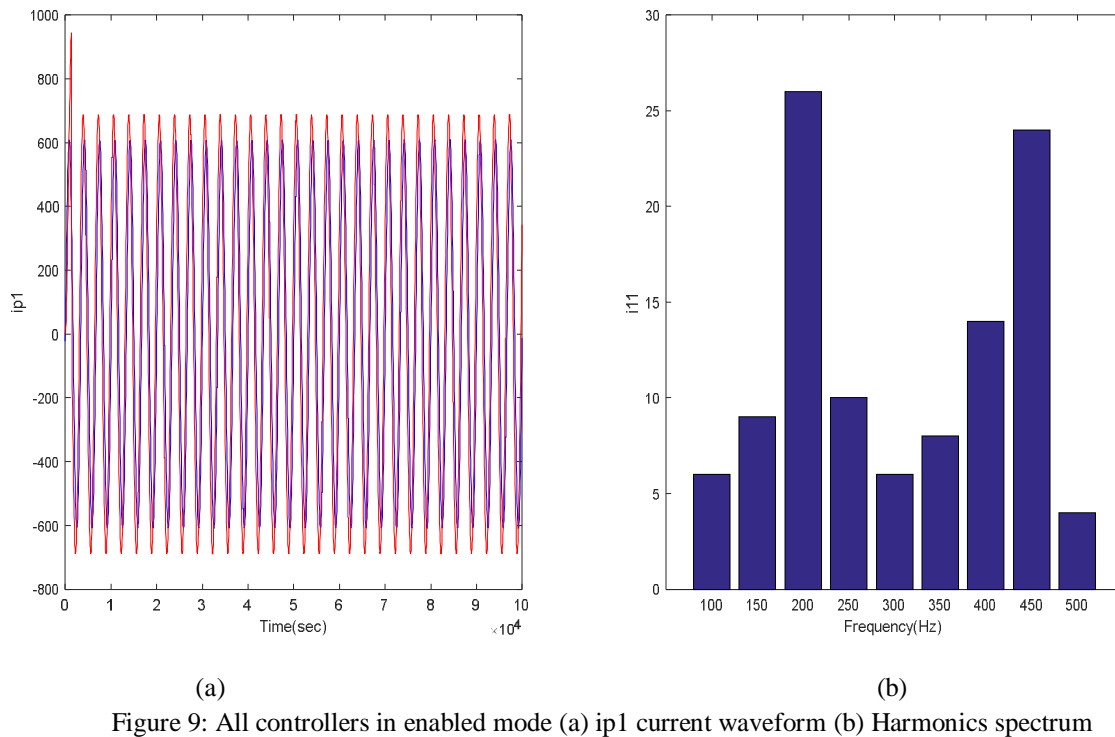 1000
800
600
400
200
0
-200
-400
-600
-800
ip1
0 1 2 3 4 5 6 7 8 9 10
Time(sec)
×10^4
30
25
20
15
10
5
0
i11
100 150 200 250 300 350 400 450 500
Frequency(Hz)
(a) (b)
Figure 9: All controllers in enabled mode (a) ip1 current waveform (b) Harmonics spectrum